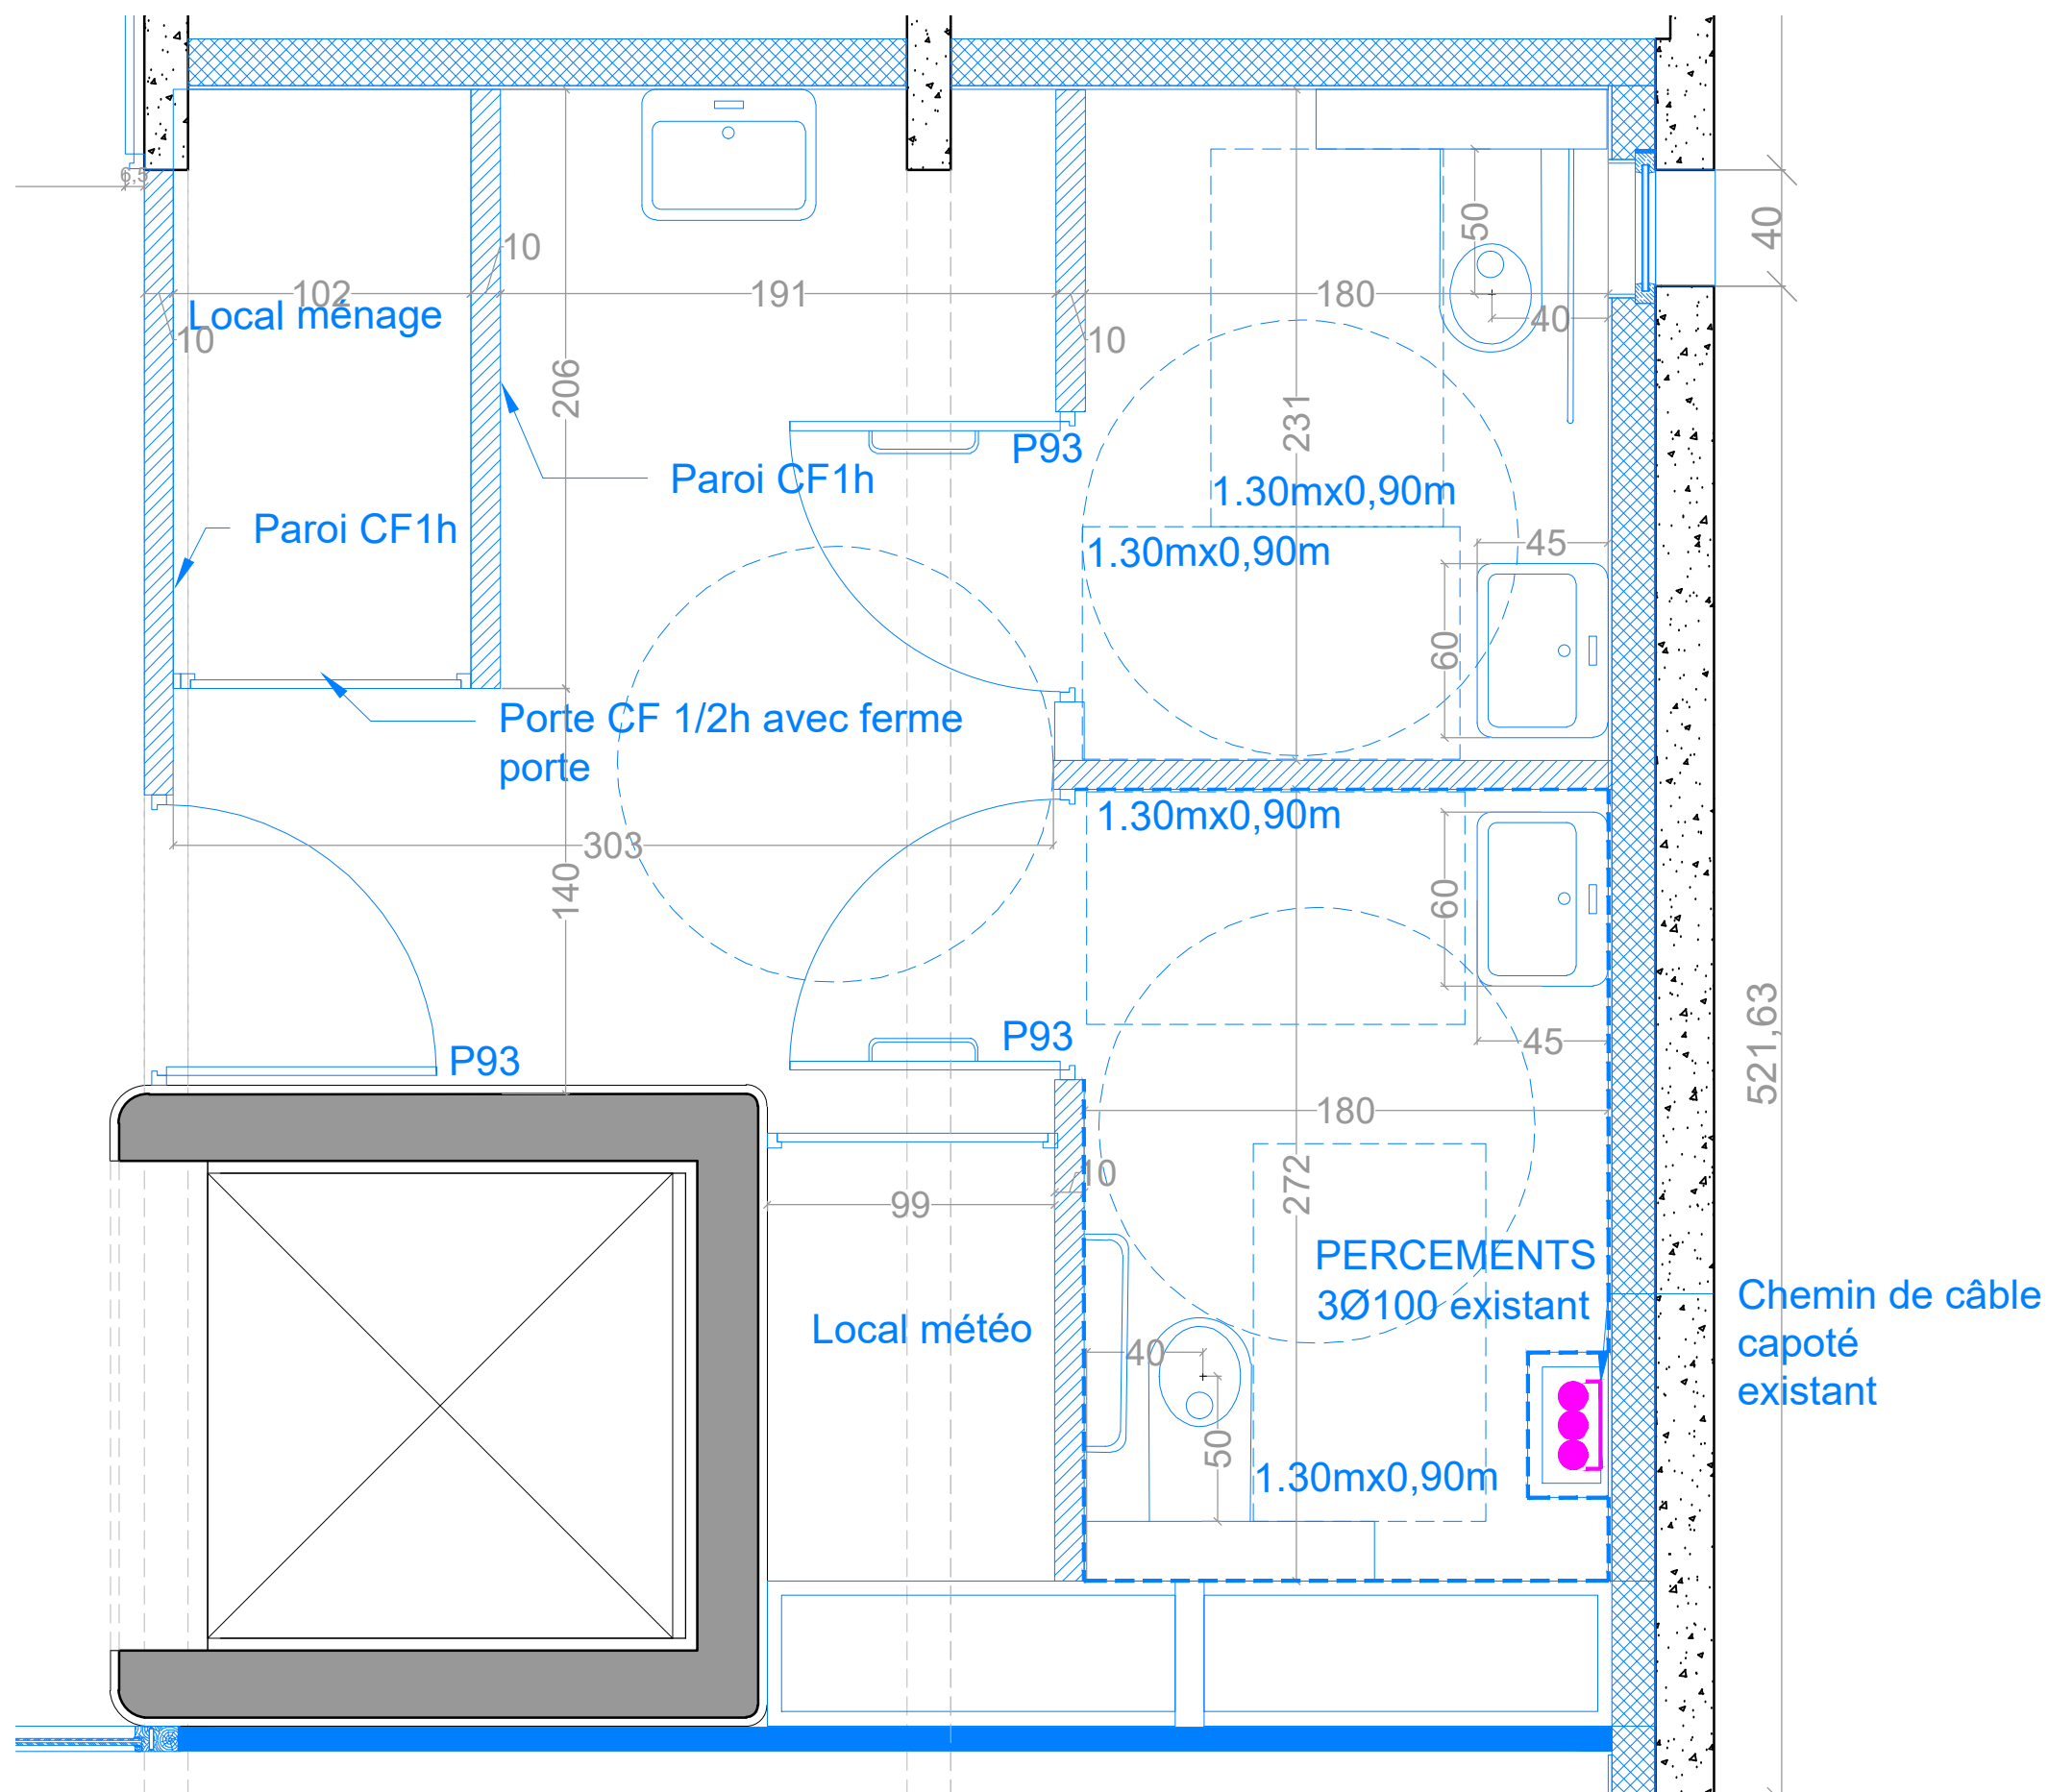 6,5
10
102
191
180
50
40
40
Local ménage
10
10
206
231
P93
Paroi CF1h
1.30mx0,90m
Paroi CF1h
1.30mx0,90m
45
60
Porte CF 1/2h avec ferme
porte
1.30mx0,90m
303
140
60
521,63
P93
45
P93
180
10
272
99
PERCEMENTS
3Ø100 existant
Chemin de câble
capoté
existant
Local météo
40
50
1.30mx0,90m